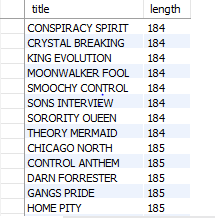 title length
CONSPIRACY SPIRIT 184
CRYSTAL BREAKING 184
KING EVOLUTION 184
MOONWALKER FOOL 184
SMOOCHY CONTROL 184
SONS INTERVIEW 184
SORORITY QUEEN 184
THEORY MERMAID 184
CHICAGO NORTH 185
CONTROL ANTHEM 185
DARN FORRESTER 185
GANGS PRIDE 185
HOME PITY 185